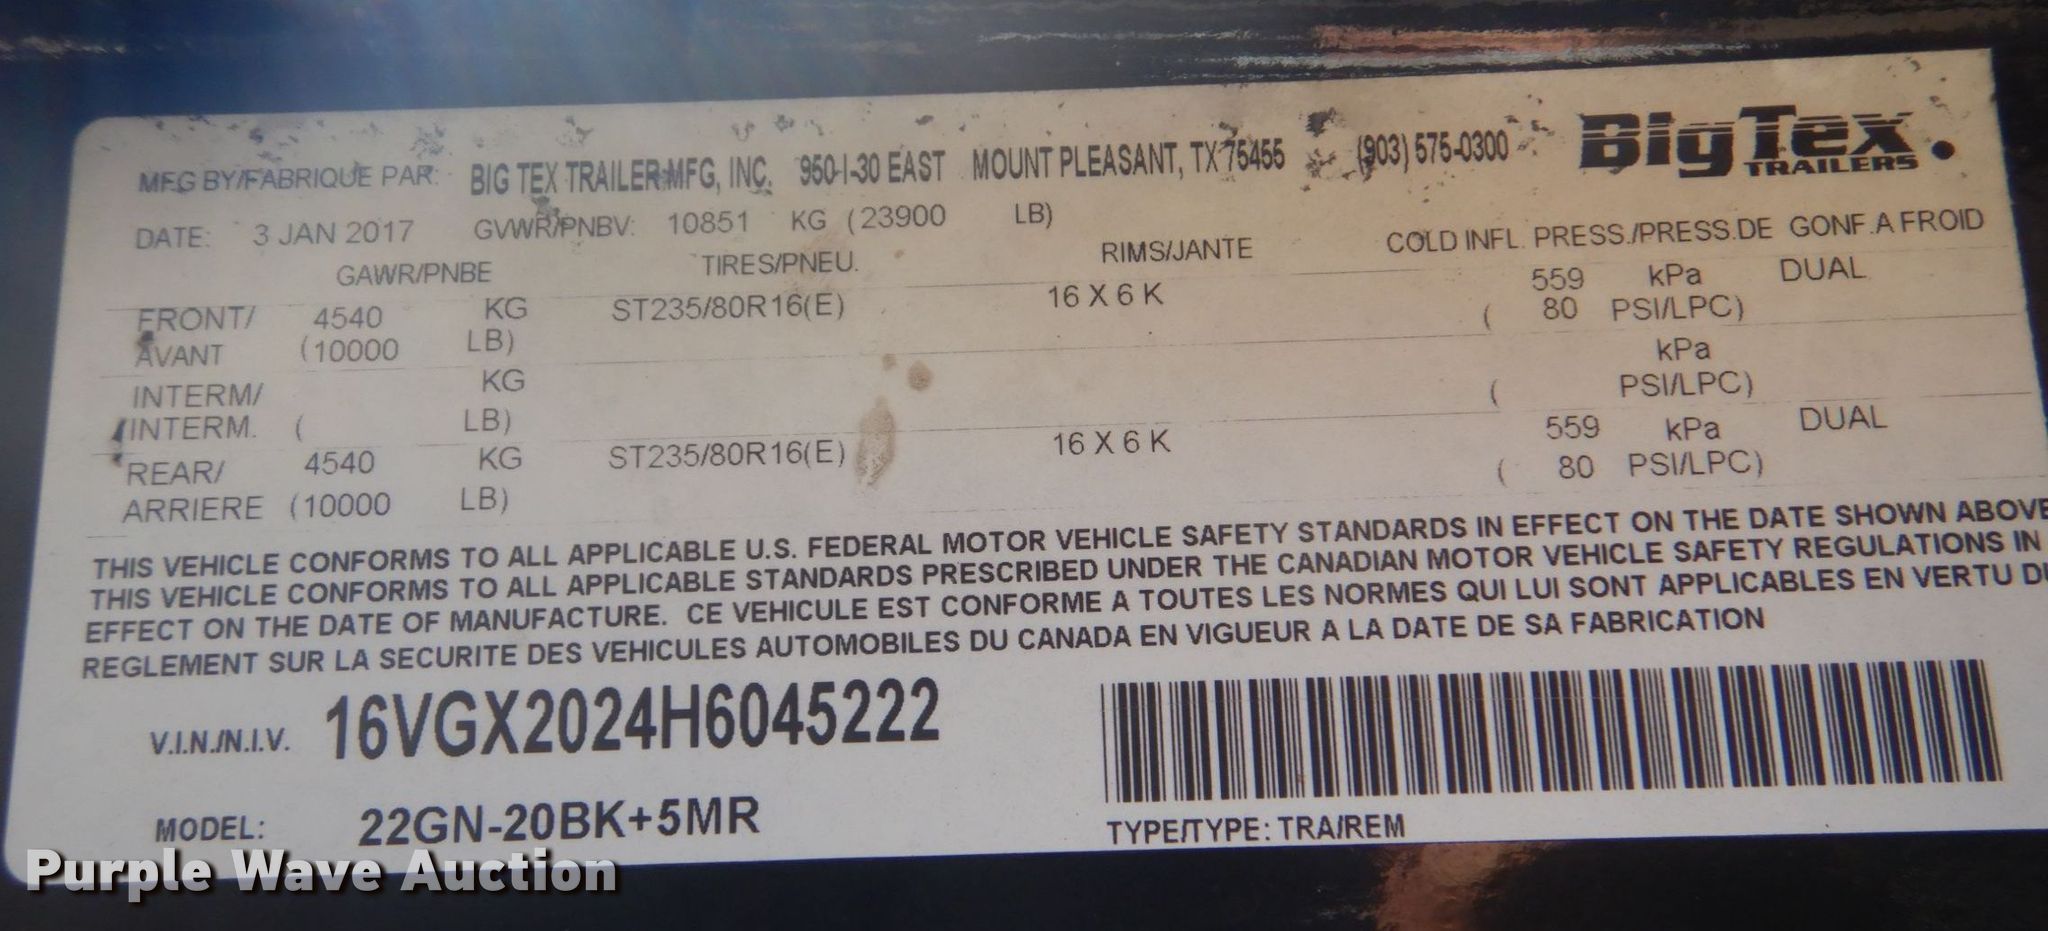 BigTex TRAILERS
MFG BY/FABRIQUE PAR: BIG TEX TRAILER MFG, INC. 950-I-30 EAST MOUNT PLEASANT, TX 75455 (903) 575-0300
DATE: 3 JAN 2017 GVWR/PNBV: 10851 KG (23900 LB)
GAWR/PNBE TIRES/PNEU. RIMS/JANTE COLD INFL. PRESS./PRESS.DE GONF.A FROID
FRONT/ 4540 KG ST235/80R16(E) 16 X 6 K 559 kPa DUAL
AVANT (10000 LB) ( 80 PSI/LPC)
INTERM/ KG kPa
INTERM. ( LB) ( PSI/LPC)
REAR/ 4540 KG ST235/80R16(E) 16 X 6 K 559 kPa DUAL
ARRIERE (10000 LB) ( 80 PSI/LPC)
THIS VEHICLE CONFORMS TO ALL APPLICABLE U.S. FEDERAL MOTOR VEHICLE SAFETY STANDARDS IN EFFECT ON THE DATE SHOWN ABOVE
THIS VEHICLE CONFORMS TO ALL APPLICABLE STANDARDS PRESCRIBED UNDER THE CANADIAN MOTOR VEHICLE SAFETY REGULATIONS IN
EFFECT ON THE DATE OF MANUFACTURE. CE VEHICULE EST CONFORME A TOUTES LES NORMES QUI LUI SONT APPLICABLES EN VERTU DU
REGLEMENT SUR LA SECURITE DES VEHICULES AUTOMOBILES DU CANADA EN VIGUEUR A LA DATE DE SA FABRICATION
V.I.N./N.I.V. 16VGX2024H6045222
MODEL: 22GN-20BK+5MR
TYPE/TYPE: TRA/REM
Purple Wave Auction